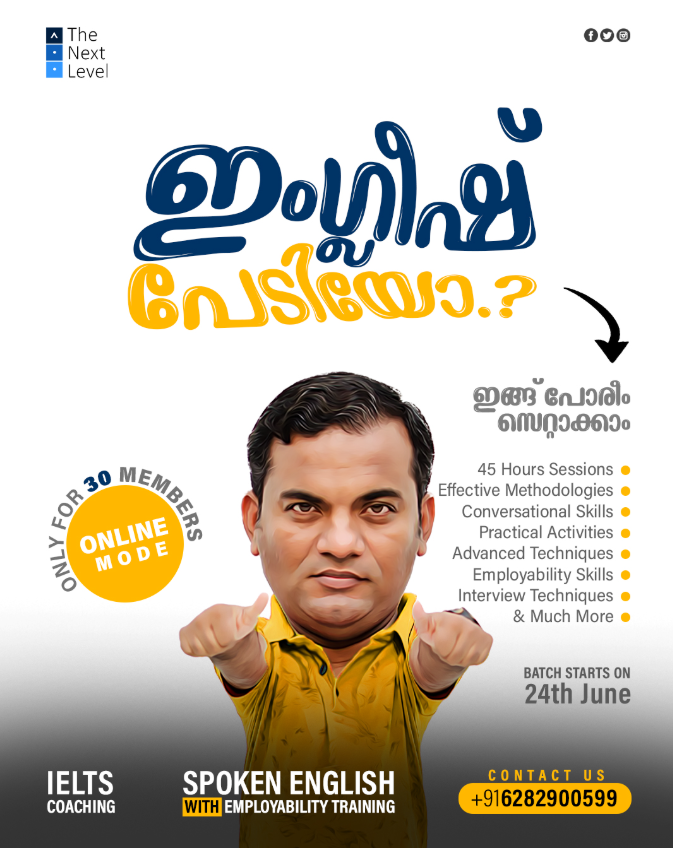 The
Next
Level
ഇംഗ്ലീഷ്
പേടിയോ.?
ഇങ്ങ് പോരീം
സെറ്റാക്കാം
45 Hours Sessions
Effective Methodologies
Conversational Skills
Practical Activities
Advanced Techniques
Employability Skills
Interview Techniques
& Much More
ONLY FOR 30 MEMBERS
ONLINE
MODE
BATCH STARTS ON
24th June
IELTS
COACHING
SPOKEN ENGLISH
WITH EMPLOYABILITY TRAINING
CONTACT US
+916282900599